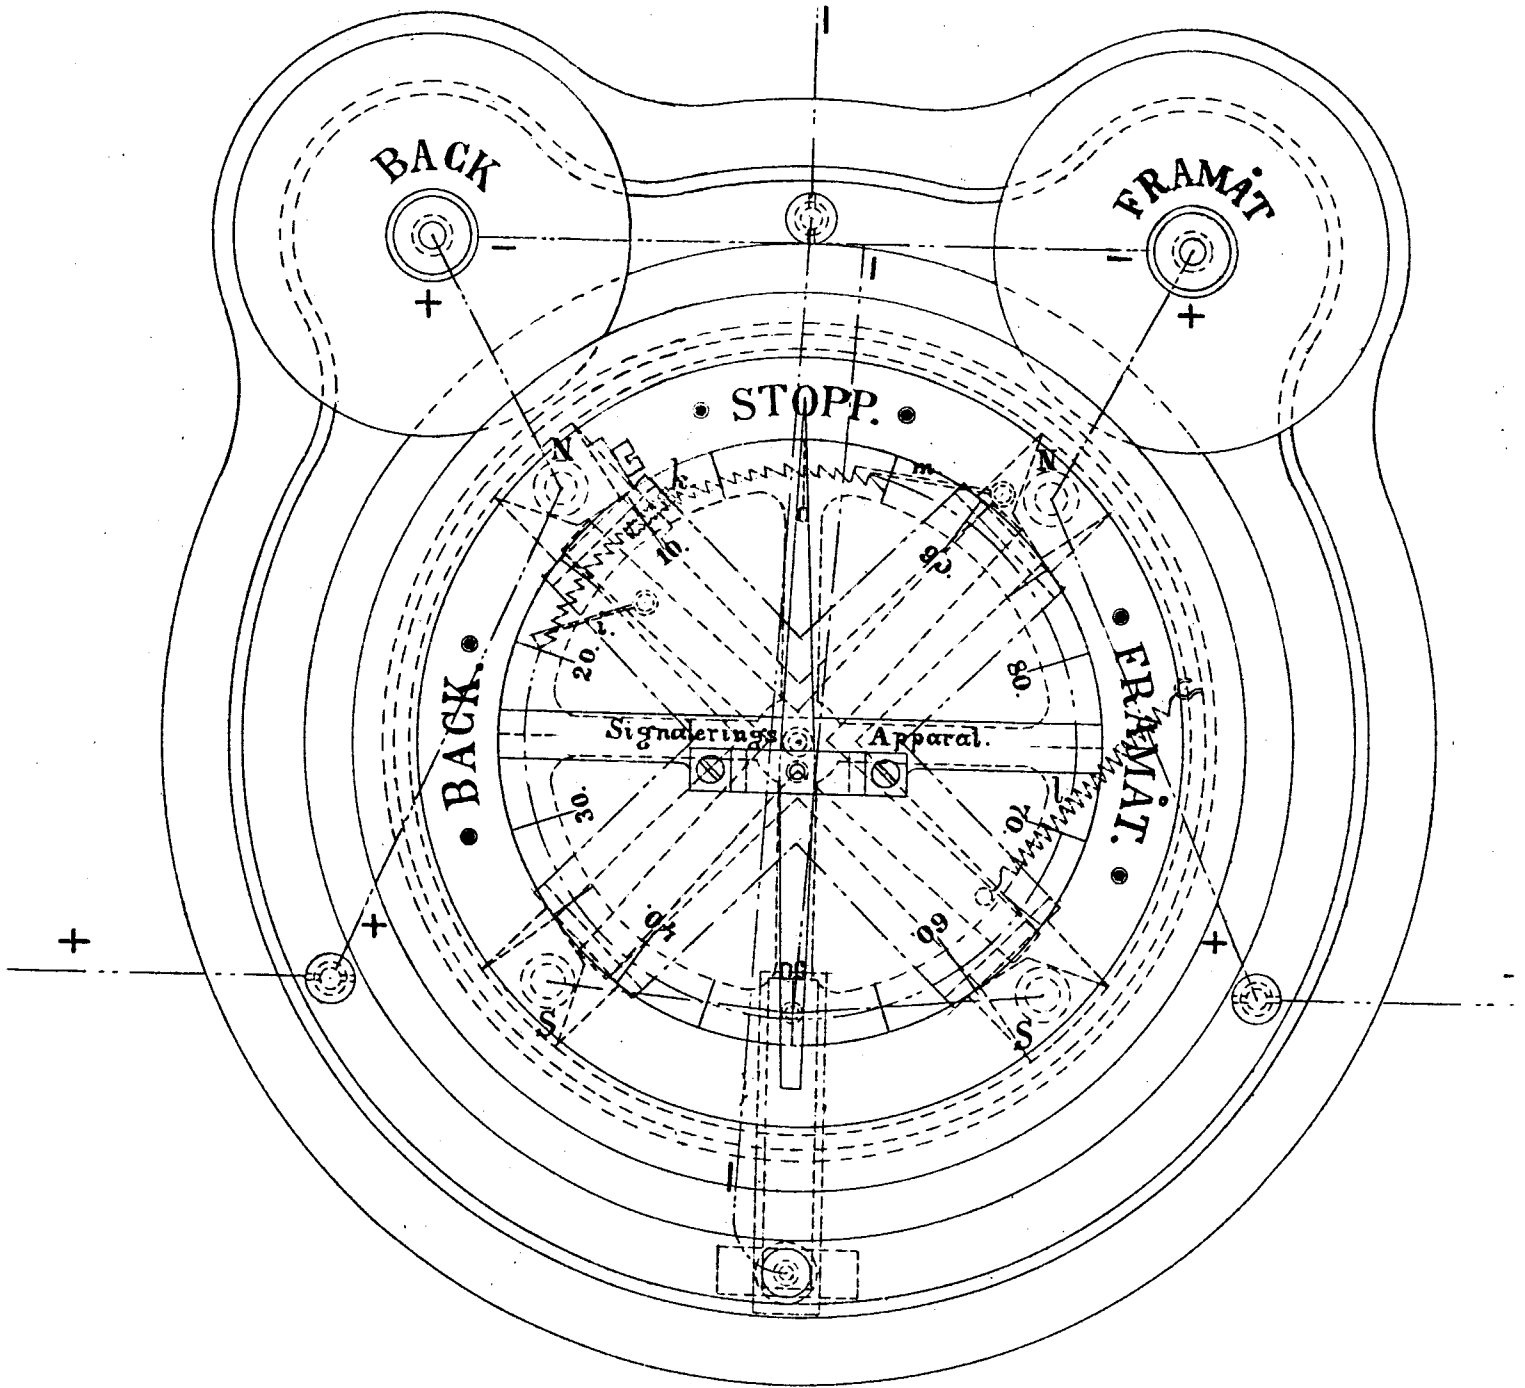 BACK
FRAMÅT
+
+
STOPP.
N
N
h.
m.
10.
90.
20.
i.
80.
BACK.
FRAMÅT.
Signalerings Apparat.
30.
70.
l
40.
60.
50
+
+
+
S
S